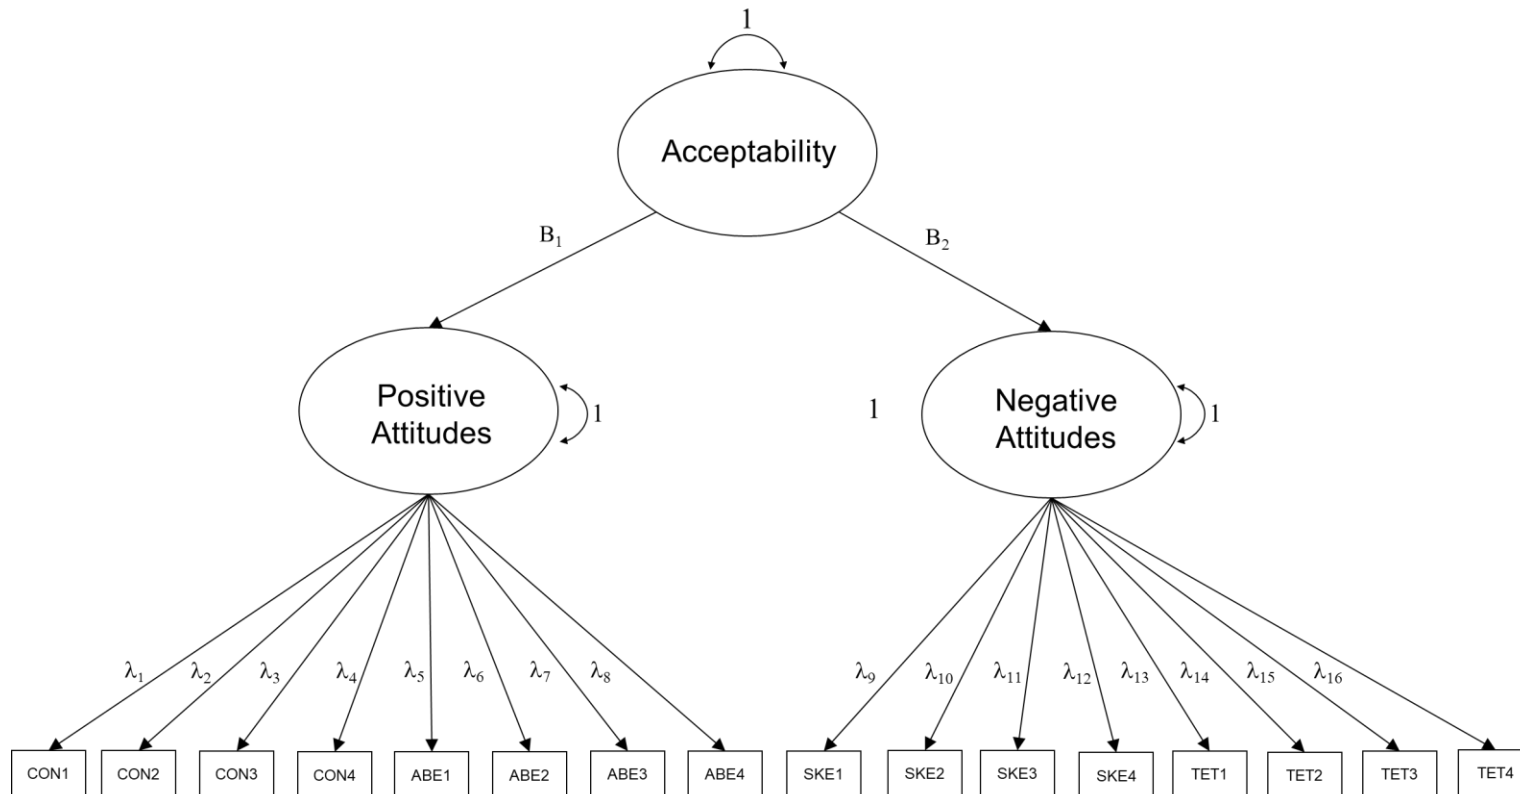 1
Acceptability
B₁
B₂
Positive
Attitudes
1
1
Negative
Attitudes
1
λ₁ λ₂ λ₃ λ₄ λ₅ λ₆ λ₇ λ₈ λ₉ λ₁₀ λ₁₁ λ₁₂ λ₁₃ λ₁₄ λ₁₅ λ₁₆
CON1 CON2 CON3 CON4 ABE1 ABE2 ABE3 ABE4 SKE1 SKE2 SKE3 SKE4 TET1 TET2 TET3 TET4